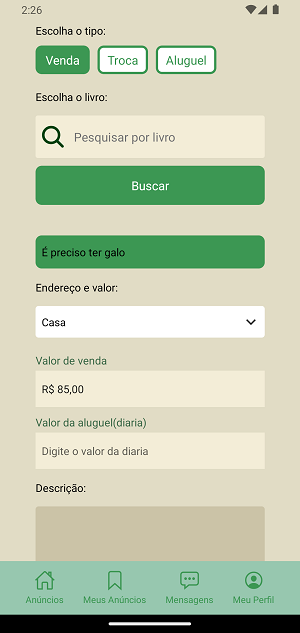 2:26
Escolha o tipo:
Venda Troca Aluguel
Escolha o livro:
Pesquisar por livro
Buscar
É preciso ter galo
Endereço e valor:
Casa
Valor de venda
R$ 85,00
Valor da aluguel(diaria)
Digite o valor da diaria
Descrição:
Anúncios Meus Anúncios Mensagens Meu Perfil